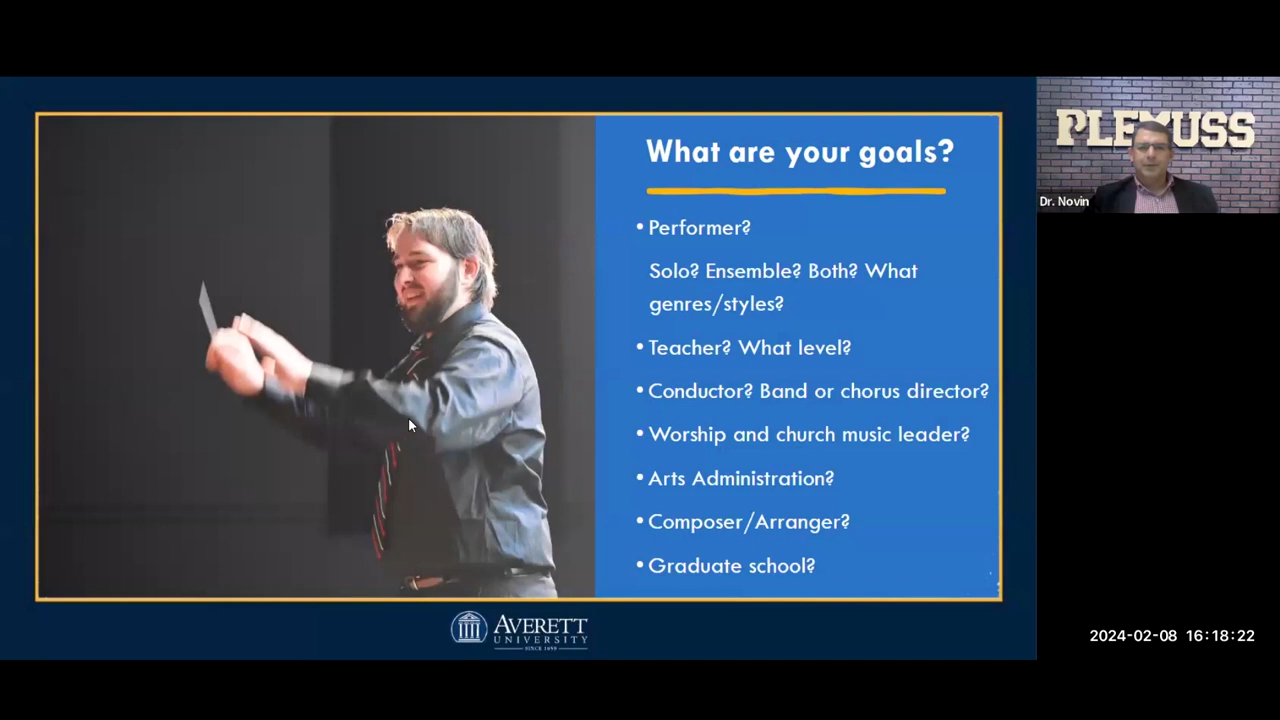 What are your goals?
• Performer?
Solo? Ensemble? Both? What
genres/styles?
• Teacher? What level?
• Conductor? Band or chorus director?
• Worship and church music leader?
• Arts Administration?
• Composer/Arranger?
• Graduate school?
AVERETT
UNIVERSITY
SINCE 1859
PLEMUSS
Dr. Novin
2024-02-08 16:18:22